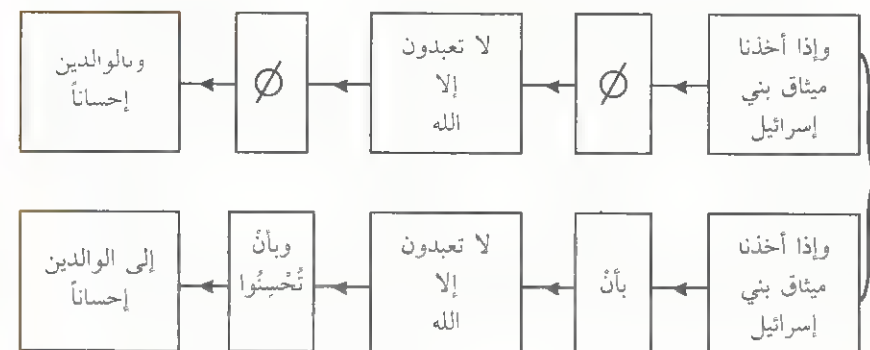 وإذا أخذنا
ميثاق بني
إسرائيل
Ø
لا تعبدون
إلا
الله
Ø
وبالوالدين
إحساناً
وإذا أخذنا
ميثاق بني
إسرائيل
بأنْ
لا تعبدون
إلا
الله
وبأنْ
تُحْسِنُوا
إلى الوالدين
إحساناً